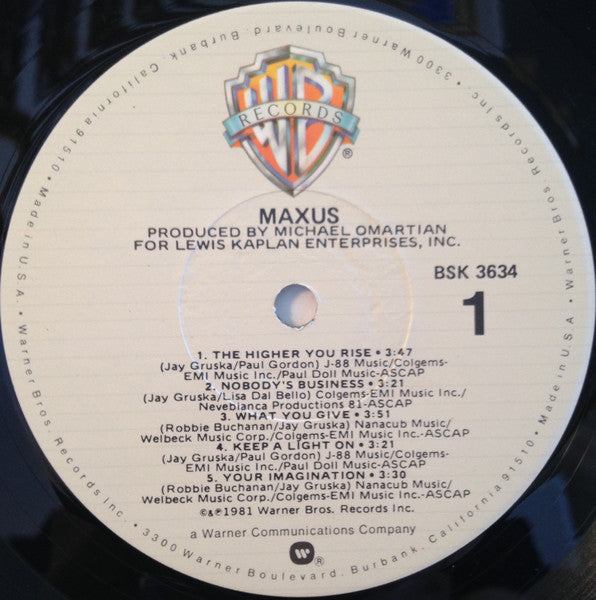 3300 Warner Boulevard, Burbank, California 91510 • Made in U.S.A. • Warner Bros. Records Inc. • 3300 Warner Boulevard, Burbank, California 91510 • Made in U.S.A. • Warner Bros. Records Inc. •
WB
RECORDS
®
MAXUS
PRODUCED BY MICHAEL OMARTIAN
FOR LEWIS KAPLAN ENTERPRISES, INC.
BSK 3634
1
1. THE HIGHER YOU RISE • 3:47
(Jay Gruska/Paul Gordon) J-88 Music/Colgems-
EMI Music Inc./Paul Doll Music-ASCAP
2. NOBODY'S BUSINESS • 3:21
(Jay Gruska/Lisa Dal Bello) Colgems-EMI Music Inc./
Nevebianca Productions 81-ASCAP
3. WHAT YOU GIVE • 3:51
(Robbie Buchanan/Jay Gruska) Nanacub Music/
Welbeck Music Corp./Colgems-EMI Music Inc.-ASCAP
4. KEEP A LIGHT ON • 3:21
(Jay Gruska/Paul Gordon) J-88 Music/Colgems-
EMI Music Inc./Paul Doll Music-ASCAP
5. YOUR IMAGINATION • 3:30
(Robbie Buchanan/Jay Gruska) Nanacub Music/
Welbeck Music Corp./Colgems-EMI Music Inc.-ASCAP
©&℗1981 Warner Bros. Records Inc.
a Warner Communications Company
W®